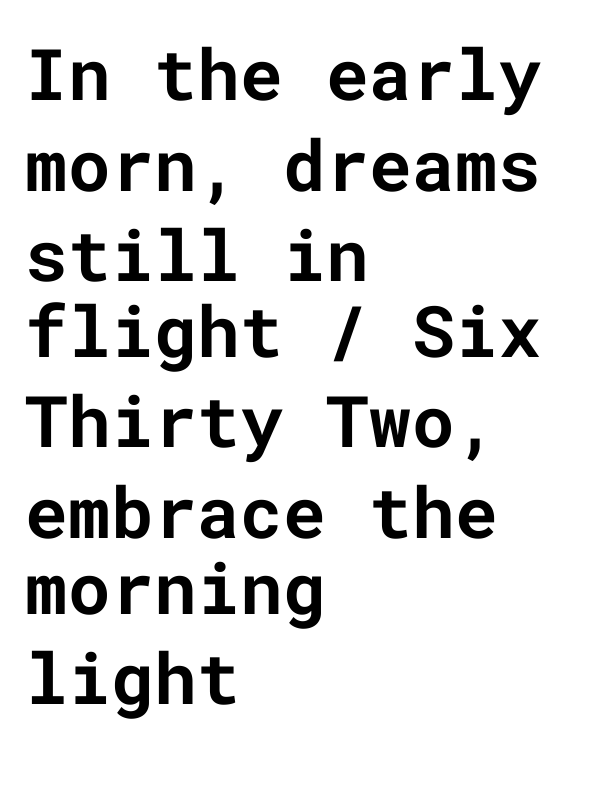 In the early
morn, dreams
still in
flight / Six
Thirty Two,
embrace the
morning
light